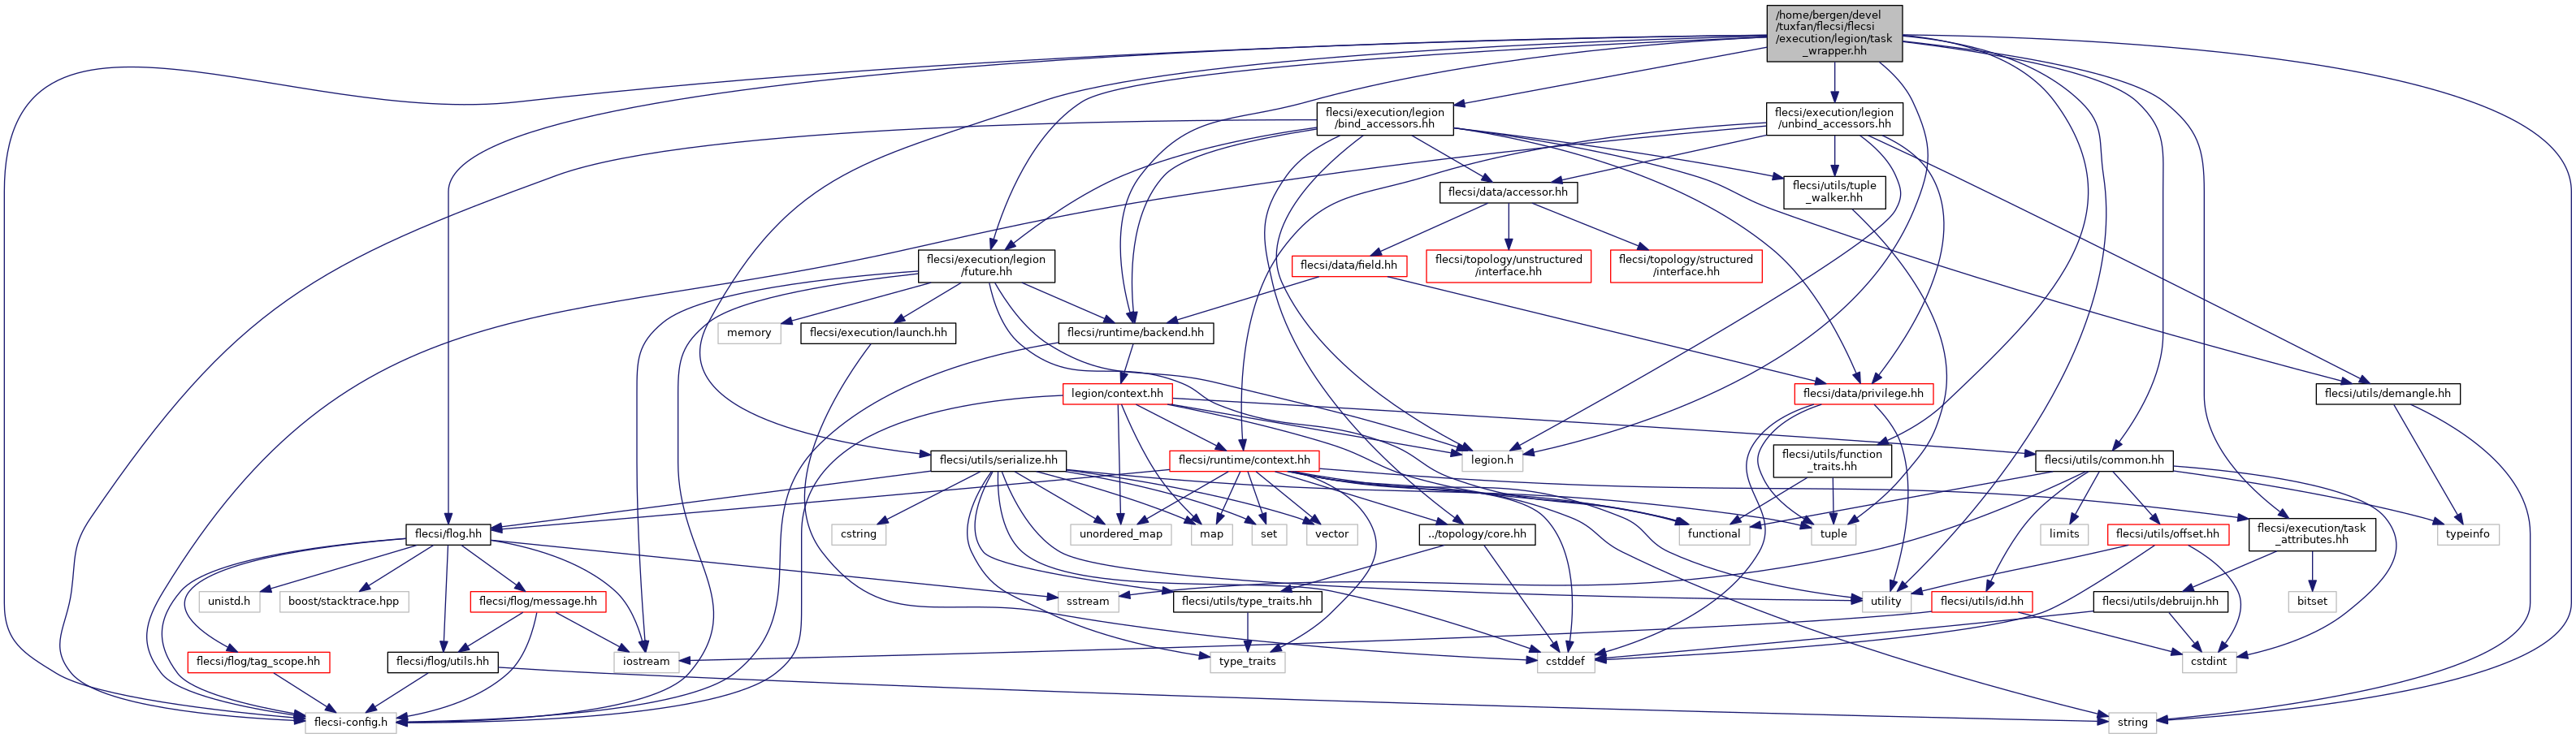 /home/bergen/devel
/tuxfan/flecsi/flecsi
/execution/legion/task
_wrapper.hh
flecsi/execution/legion
/bind_accessors.hh
flecsi/execution/legion
/unbind_accessors.hh
flecsi/data/accessor.hh
flecsi/utils/tuple
_walker.hh
flecsi/execution/legion
/future.hh
flecsi/data/field.hh
flecsi/topology/unstructured
/interface.hh
flecsi/topology/structured
/interface.hh
memory
flecsi/execution/launch.hh
flecsi/runtime/backend.hh
legion/context.hh
flecsi/data/privilege.hh
flecsi/utils/demangle.hh
flecsi/utils/serialize.hh
flecsi/runtime/context.hh
legion.h
flecsi/utils/function
_traits.hh
flecsi/utils/common.hh
flecsi/flog.hh
cstring
unordered_map
map
set
vector
../topology/core.hh
functional
tuple
limits
flecsi/utils/offset.hh
flecsi/execution/task
_attributes.hh
typeinfo
unistd.h
boost/stacktrace.hpp
flecsi/flog/message.hh
sstream
flecsi/utils/type_traits.hh
utility
flecsi/utils/id.hh
flecsi/utils/debruijn.hh
bitset
flecsi/flog/tag_scope.hh
flecsi/flog/utils.hh
iostream
type_traits
cstddef
cstdint
flecsi-config.h
string